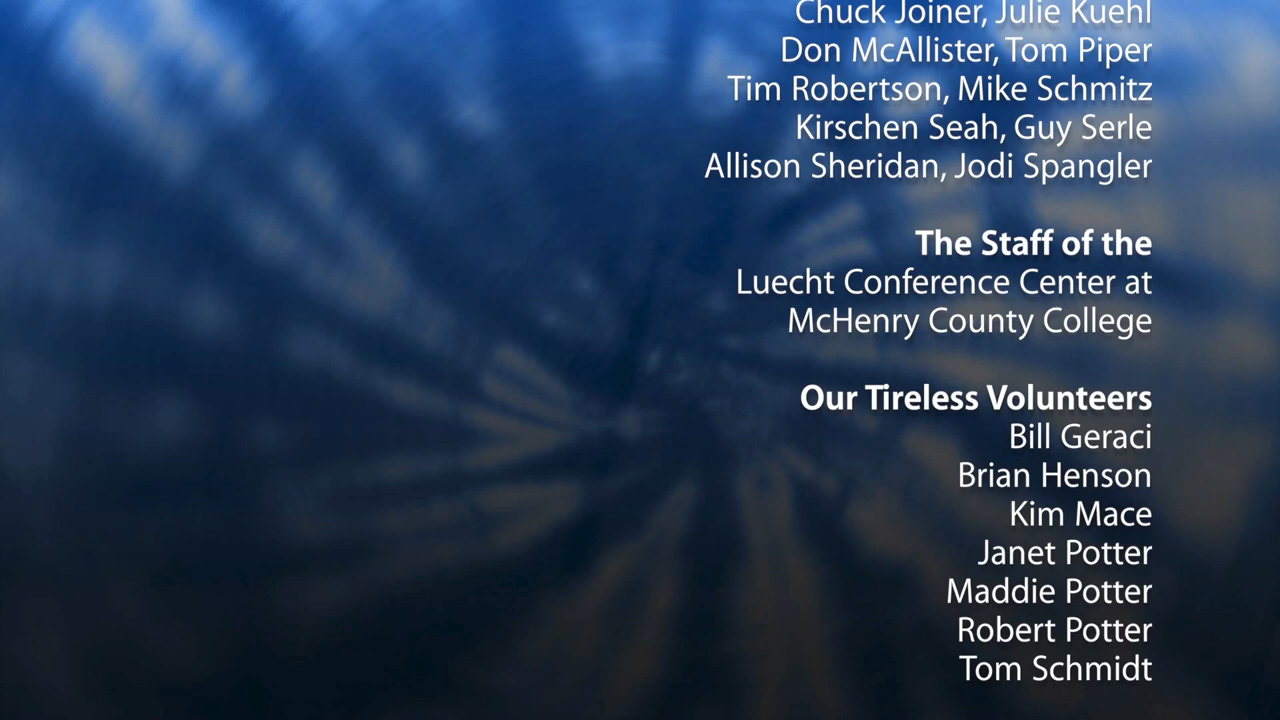 Chuck Joiner, Julie Kuehl
Don McAllister, Tom Piper
Tim Robertson, Mike Schmitz
Kirschen Seah, Guy Serle
Allison Sheridan, Jodi Spangler
The Staff of the
Luecht Conference Center at
McHenry County College
Our Tireless Volunteers
Bill Geraci
Brian Henson
Kim Mace
Janet Potter
Maddie Potter
Robert Potter
Tom Schmidt